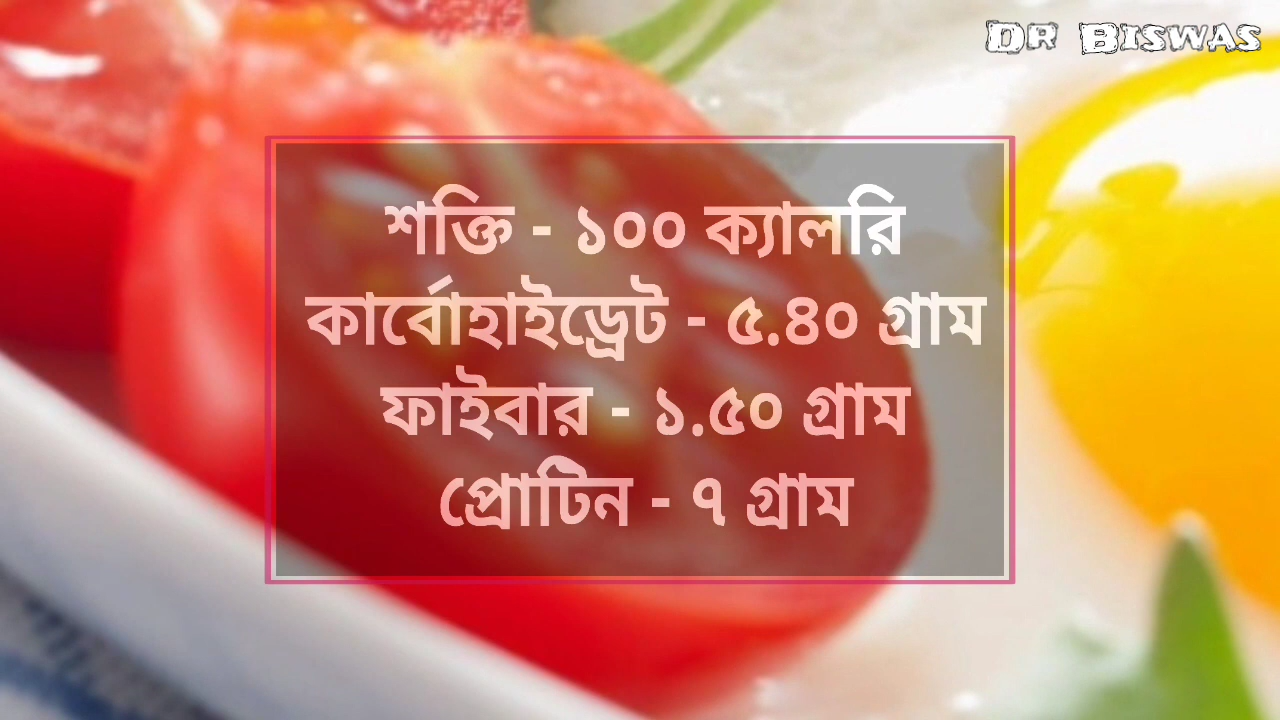 DR BISWAS
শক্তি - ১০০ ক্যালরি
কার্বোহাইড্রেট - ৫.৪০ গ্রাম
ফাইবার - ১.৫০ গ্রাম
প্রোটিন - ৭ গ্রাম